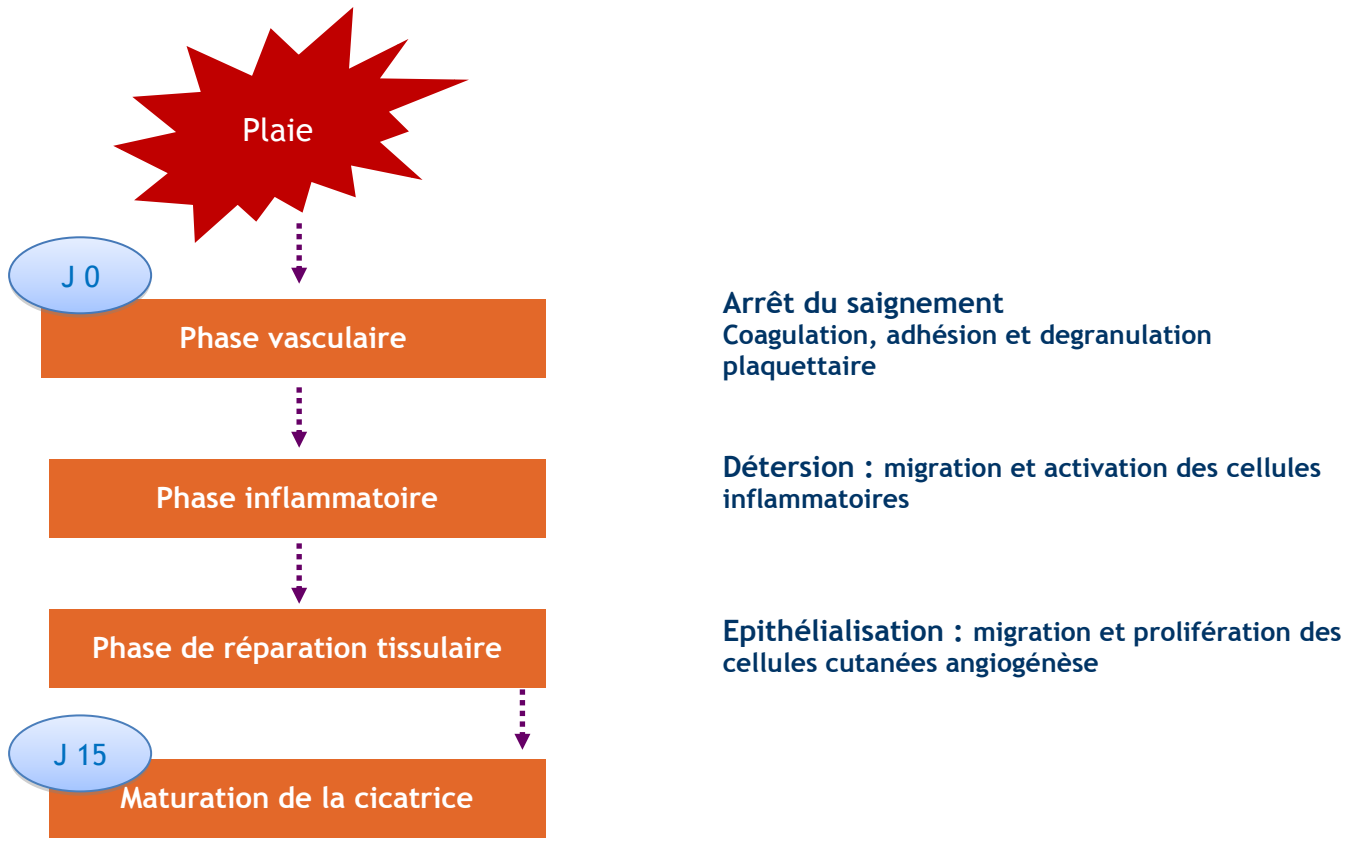 Plaie
J 0
Phase vasculaire
Arrêt du saignement
Coagulation, adhésion et degranulation
plaquettaire
Phase inflammatoire
Détersion : migration et activation des cellules
inflammatoires
Phase de réparation tissulaire
Epithélialisation : migration et prolifération des
cellules cutanées angiogénèse
J 15
Maturation de la cicatrice